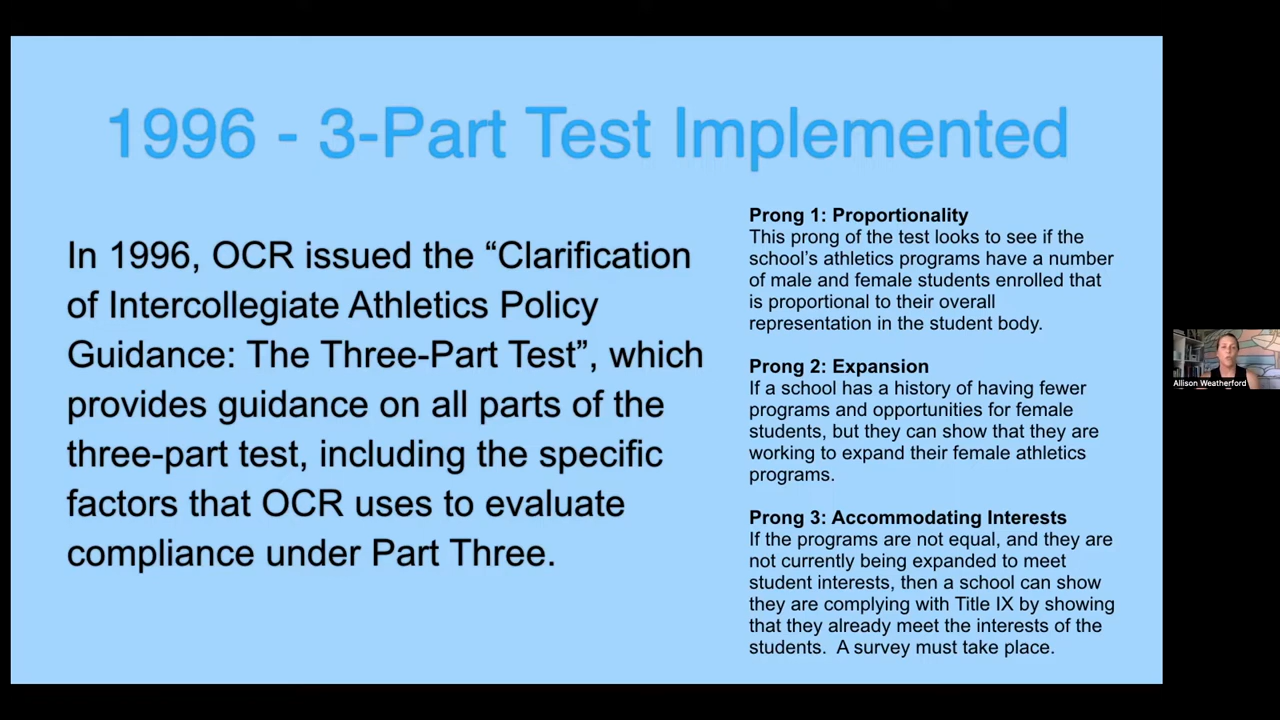 1996 - 3-Part Test Implemented
In 1996, OCR issued the “Clarification
of Intercollegiate Athletics Policy
Guidance: The Three-Part Test”, which
provides guidance on all parts of the
three-part test, including the specific
factors that OCR uses to evaluate
compliance under Part Three.
Prong 1: Proportionality
This prong of the test looks to see if the
school’s athletics programs have a number
of male and female students enrolled that
is proportional to their overall
representation in the student body.
Prong 2: Expansion
If a school has a history of having fewer
programs and opportunities for female
students, but they can show that they are
working to expand their female athletics
programs.
Prong 3: Accommodating Interests
If the programs are not equal, and they are
not currently being expanded to meet
student interests, then a school can show
they are complying with Title IX by showing
that they already meet the interests of the
students.  A survey must take place.
Allison Weatherford